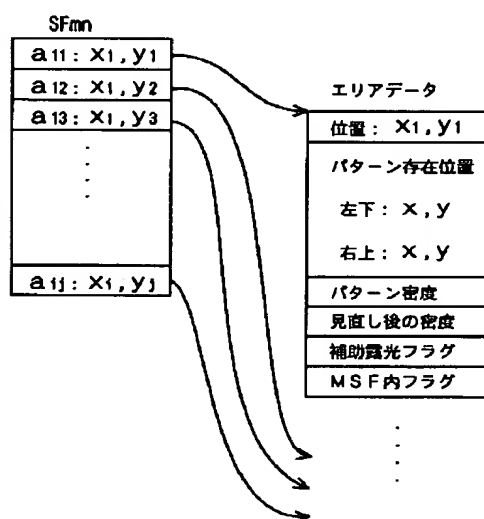 SFmn
a11: x1, y1
a12: x1, y2
a13: x1, y3
a1j: x1, yj
エリアデータ
位置: x1, y1
パターン存在位置
左下: x, y
右上: x, y
パターン密度
見直し後の密度
補助露光フラグ
MSF内フラグ